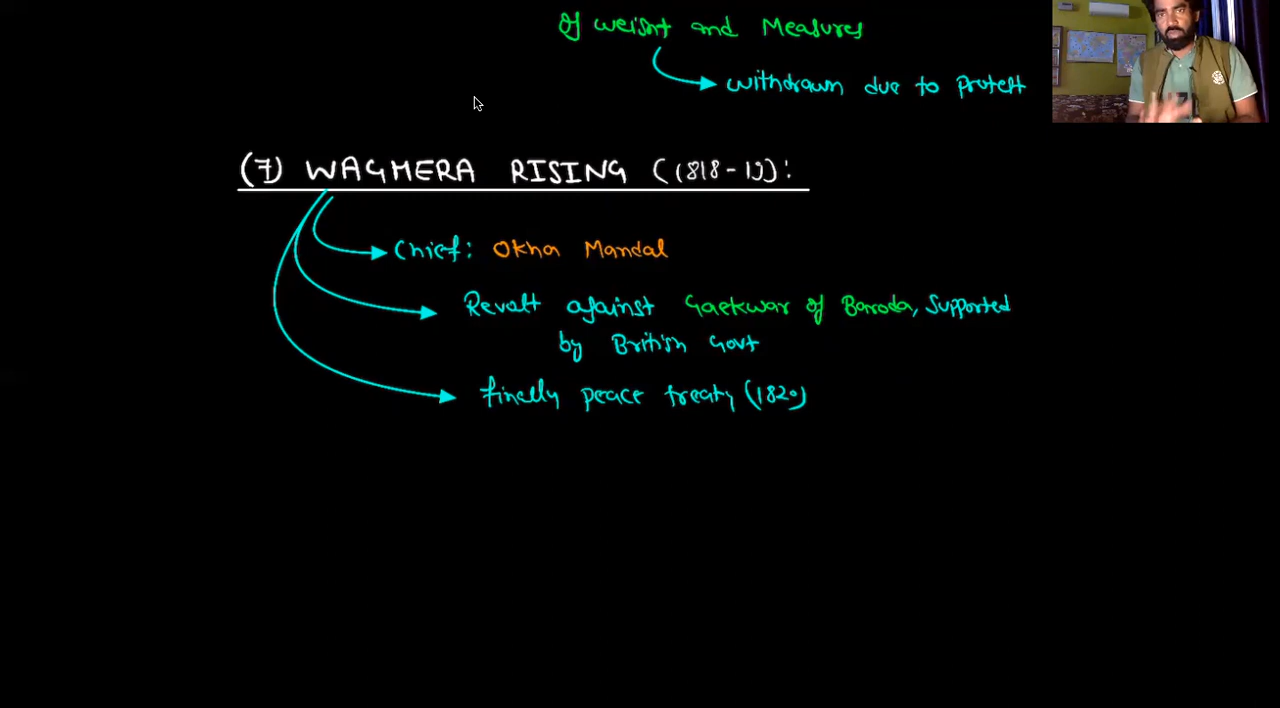 of weight and Measures
withdrawn due to protest
(7) WAGHERA RISING (1818-19):
Chief: Okha Mandal
Revolt against Gaekwar of Baroda, supported
by British Govt
finally peace treaty (1820)